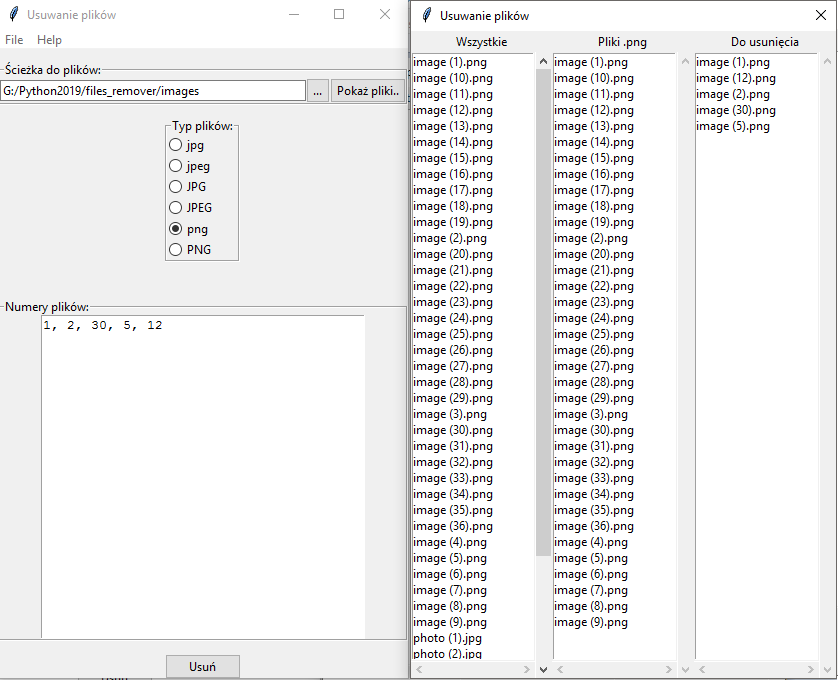 Usuwanie plików
File Help
Ścieżka do plików:
G:/Python2019/files_remover/images ... Pokaż pliki..
Typ plików:
jpg
jpeg
JPG
JPEG
png
PNG
Numery plików:
1, 2, 30, 5, 12
Usuń
Usuwanie plików
Wszystkie
image (1).png
image (10).png
image (11).png
image (12).png
image (13).png
image (14).png
image (15).png
image (16).png
image (17).png
image (18).png
image (19).png
image (2).png
image (20).png
image (21).png
image (22).png
image (23).png
image (24).png
image (25).png
image (26).png
image (27).png
image (28).png
image (29).png
image (3).png
image (30).png
image (31).png
image (32).png
image (33).png
image (34).png
image (35).png
image (36).png
image (4).png
image (5).png
image (6).png
image (7).png
image (8).png
image (9).png
photo (1).jpg
photo (2).jpg
Pliki .png
image (1).png
image (10).png
image (11).png
image (12).png
image (13).png
image (14).png
image (15).png
image (16).png
image (17).png
image (18).png
image (19).png
image (2).png
image (20).png
image (21).png
image (22).png
image (23).png
image (24).png
image (25).png
image (26).png
image (27).png
image (28).png
image (29).png
image (3).png
image (30).png
image (31).png
image (32).png
image (33).png
image (34).png
image (35).png
image (36).png
image (4).png
image (5).png
image (6).png
image (7).png
image (8).png
image (9).png
Do usunięcia
image (1).png
image (12).png
image (2).png
image (30).png
image (5).png